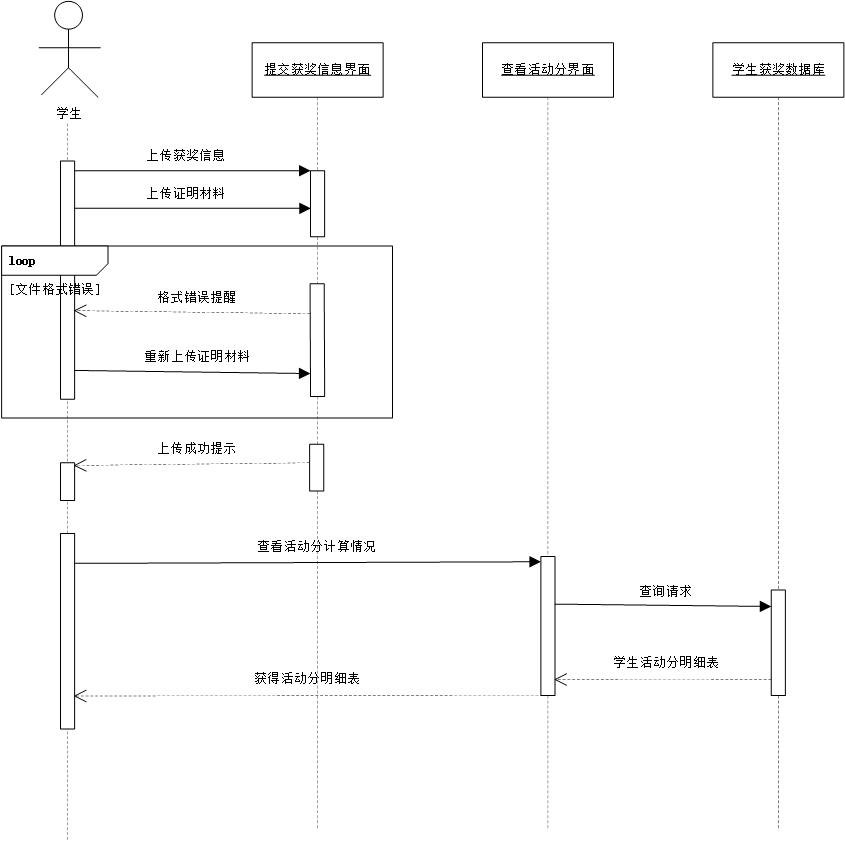 提交获奖信息界面
查看活动分界面
学生获奖数据库
学生
上传获奖信息
上传证明材料
loop
[文件格式错误]
格式错误提醒
重新上传证明材料
上传成功提示
查看活动分计算情况
查询请求
学生活动分明细表
获得活动分明细表